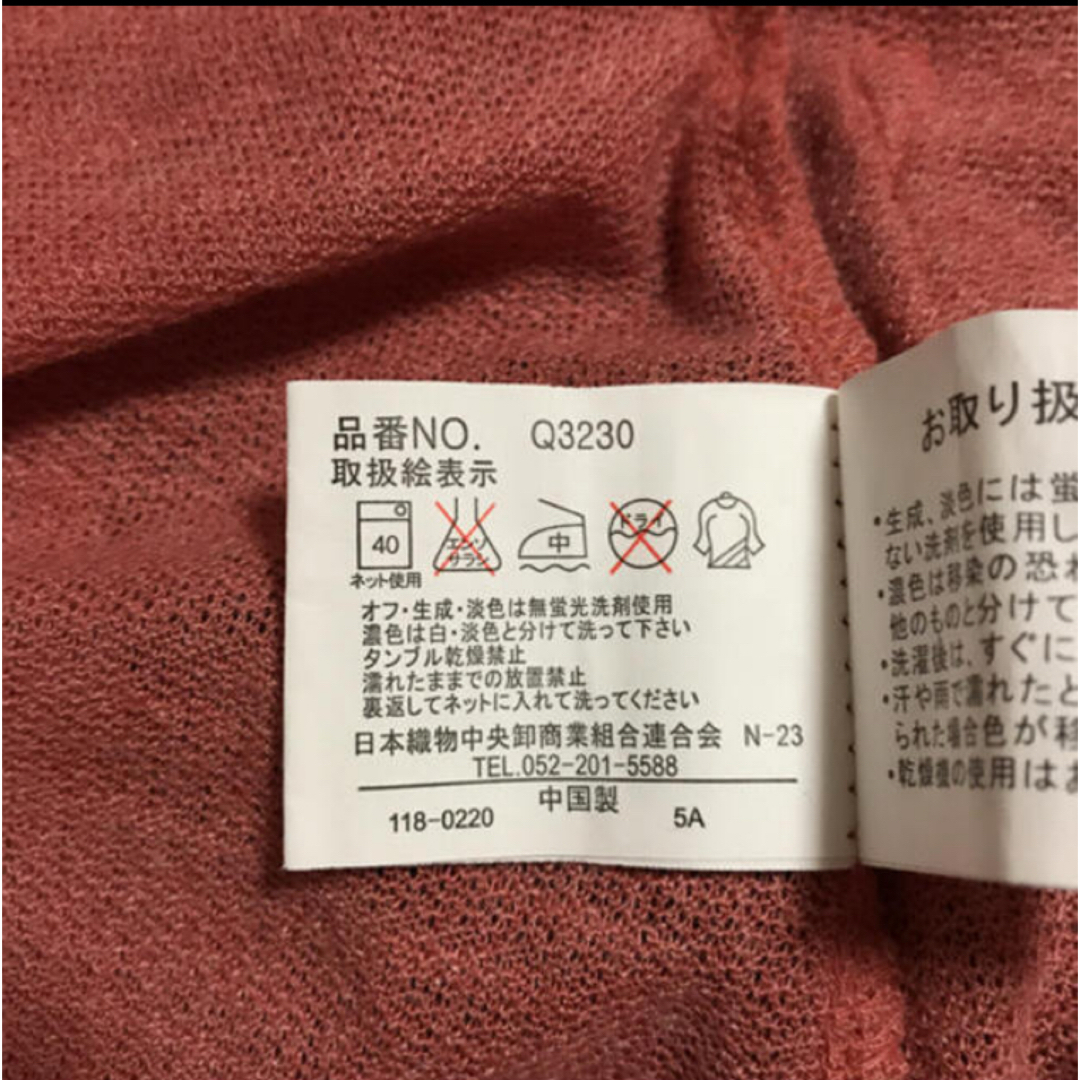 品番NO. Q3230
取扱絵表示
40
ネット使用
エンソ
サラシ
中
ドライ
オフ・生成・淡色は無蛍光洗剤使用
濃色は白・淡色と分けて洗って下さい
タンブル乾燥禁止
濡れたままでの放置禁止
裏返してネットに入れて洗ってください
日本織物中央卸商業組合連合会 N-23
TEL.052-201-5588
中国製
118-0220 5A
お取り扱
・生成、淡色には蛍
ない洗剤を使用し
・濃色は移染の恐れ
他のものと分けて
・洗濯後は、すぐに
・汗や雨で濡れたと
られた場合色が移
・乾燥機の使用はお